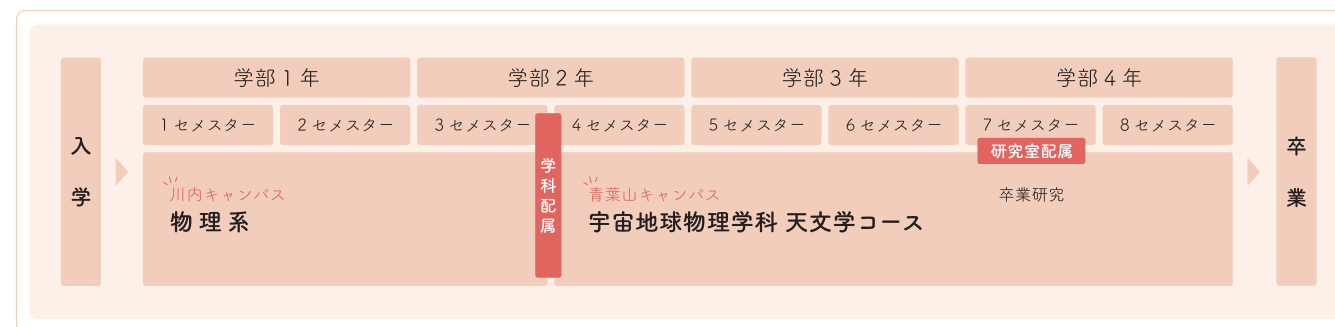 入学
学部 1 年
学部 2 年
学部 3 年
学部 4 年
1 セメスター
2 セメスター
3 セメスター
4 セメスター
5 セメスター
6 セメスター
7 セメスター
8 セメスター
研究室配属
学科配属
川内キャンパス
物理系
青葉山キャンパス
宇宙地球物理学科 天文学コース
卒業研究
卒業